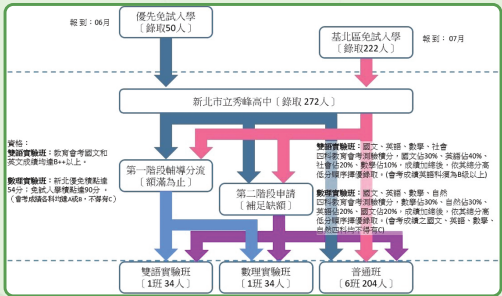 報到：06月
優先免試入學
〔錄取50人〕
基北區免試入學
〔錄取222人〕
報到：07月
新北市立秀峰高中〔錄取 272人〕
資格：
雙語實驗班：教育會考國文和
英文成績均達B++以上。
數理實驗班：新北優免積點達
54分；免試入學積點達90分，
（會考成績各科均達A或B，不得有C）
第一階段輔導分流
〔額滿為止〕
第二階段申請
〔補足缺額〕
雙語實驗班：國文、英語、數學、社會
四科教育會考測驗積分，國文佔30%，英語佔40%，
社會佔20%，數學佔10%，成績加總後，依其總分高
低分順序擇優錄取。(會考成績英語科須為B級以上)
數理實驗班：國文、英語、數學、自然
四科教育會考測驗積分，數學佔30%、自然佔30%，
英語佔20%、國文佔20%，成績加總後，依其總分高
低分順序擇優錄取。(會考成績之國文、英語、數學、
自然四科均不得有C)
雙語實驗班
〔1班 34人〕
數理實驗班
〔1班 34人〕
普通班
〔6班 204人〕